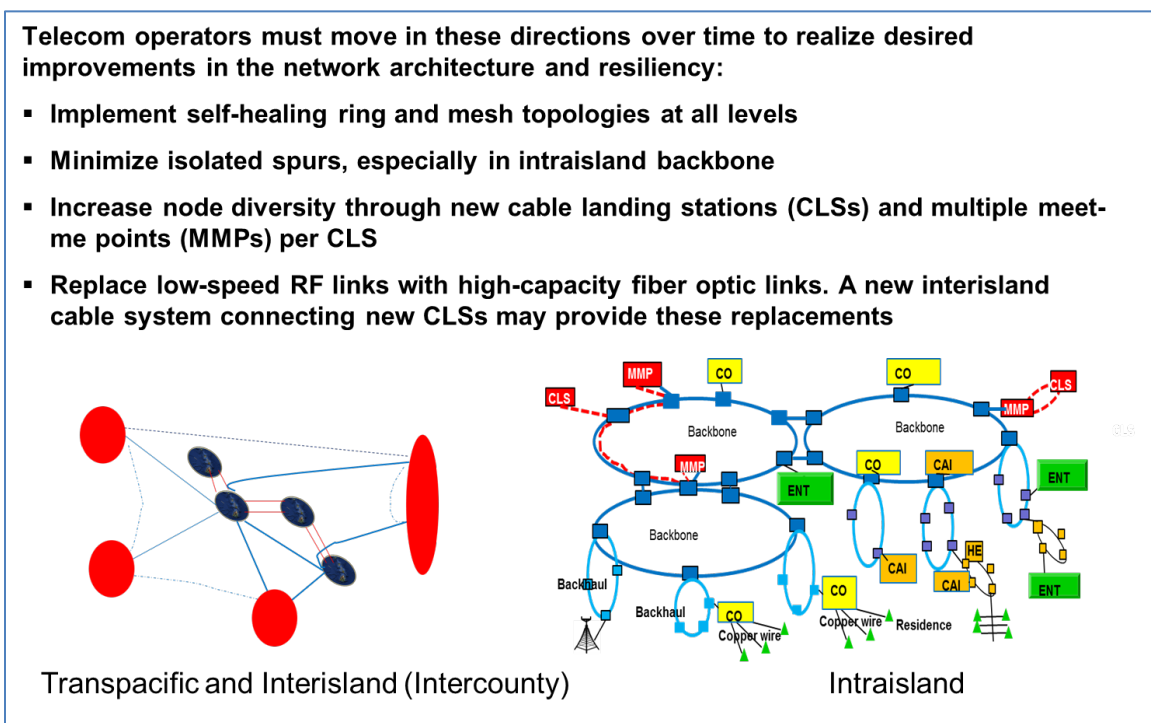 Telecom operators must move in these directions over time to realize desired
improvements in the network architecture and resiliency:
▪ Implement self-healing ring and mesh topologies at all levels
▪ Minimize isolated spurs, especially in intraisland backbone
▪ Increase node diversity through new cable landing stations (CLSs) and multiple meet-
me points (MMPs) per CLS
▪ Replace low-speed RF links with high-capacity fiber optic links. A new interisland
cable system connecting new CLSs may provide these replacements
MMP
CO
CO
CLS
CLS
MMP
Backbone
Backbone
CLS
MMP
CO
CAI
ENT
ENT
Backbone
HE
CAI
CAI
ENT
Backhaul
Backhaul
CO
CO
Copper wire
Copper wire
Residence
Transpacific and Interisland (Intercounty)
Intraisland